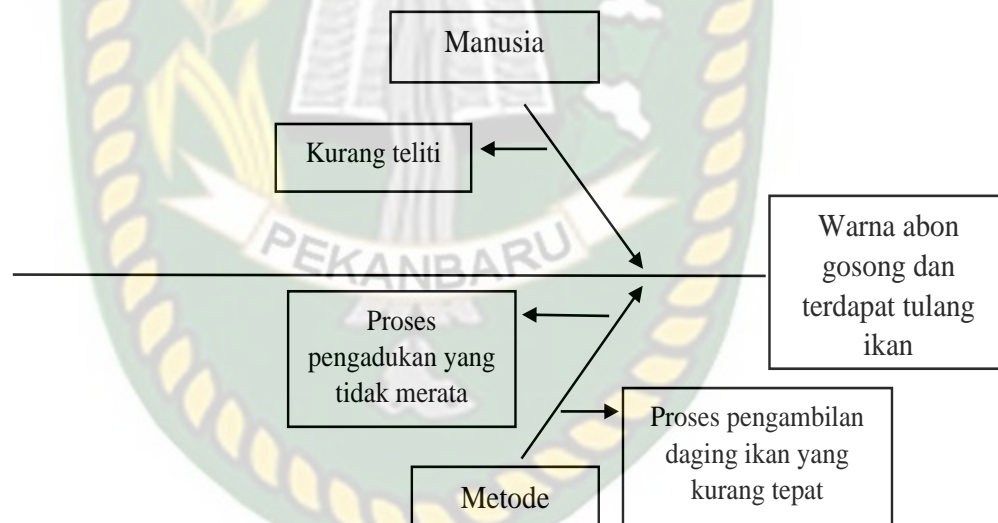 Manusia
Kurang teliti
PEKANBARU
Warna abon
gosong dan
terdapat tulang
ikan
Proses
pengadukan yang
tidak merata
Proses pengambilan
daging ikan yang
kurang tepat
Metode